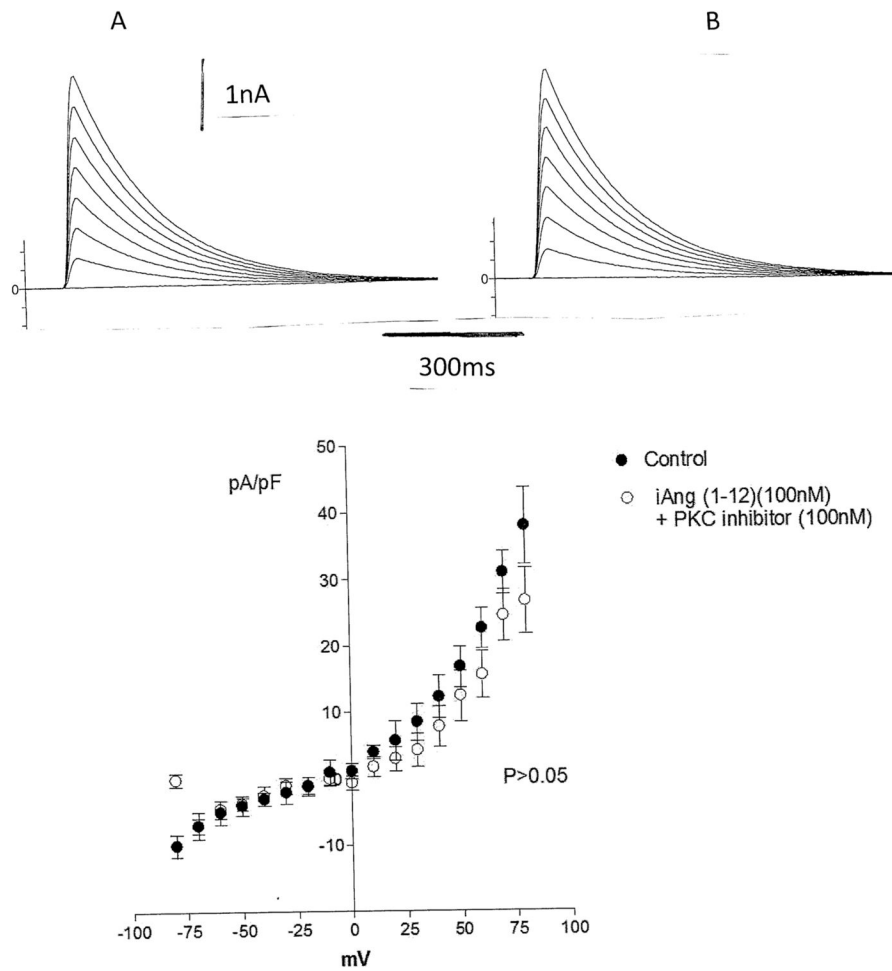 A
B
1nA
0
0
300ms
pA/pF
50
40
30
20
10
0
-10
Control
iAng (1-12)(100nM)
+ PKC inhibitor (100nM)
P>0.05
-100 -75 -50 -25 0 25 50 75 100
mV